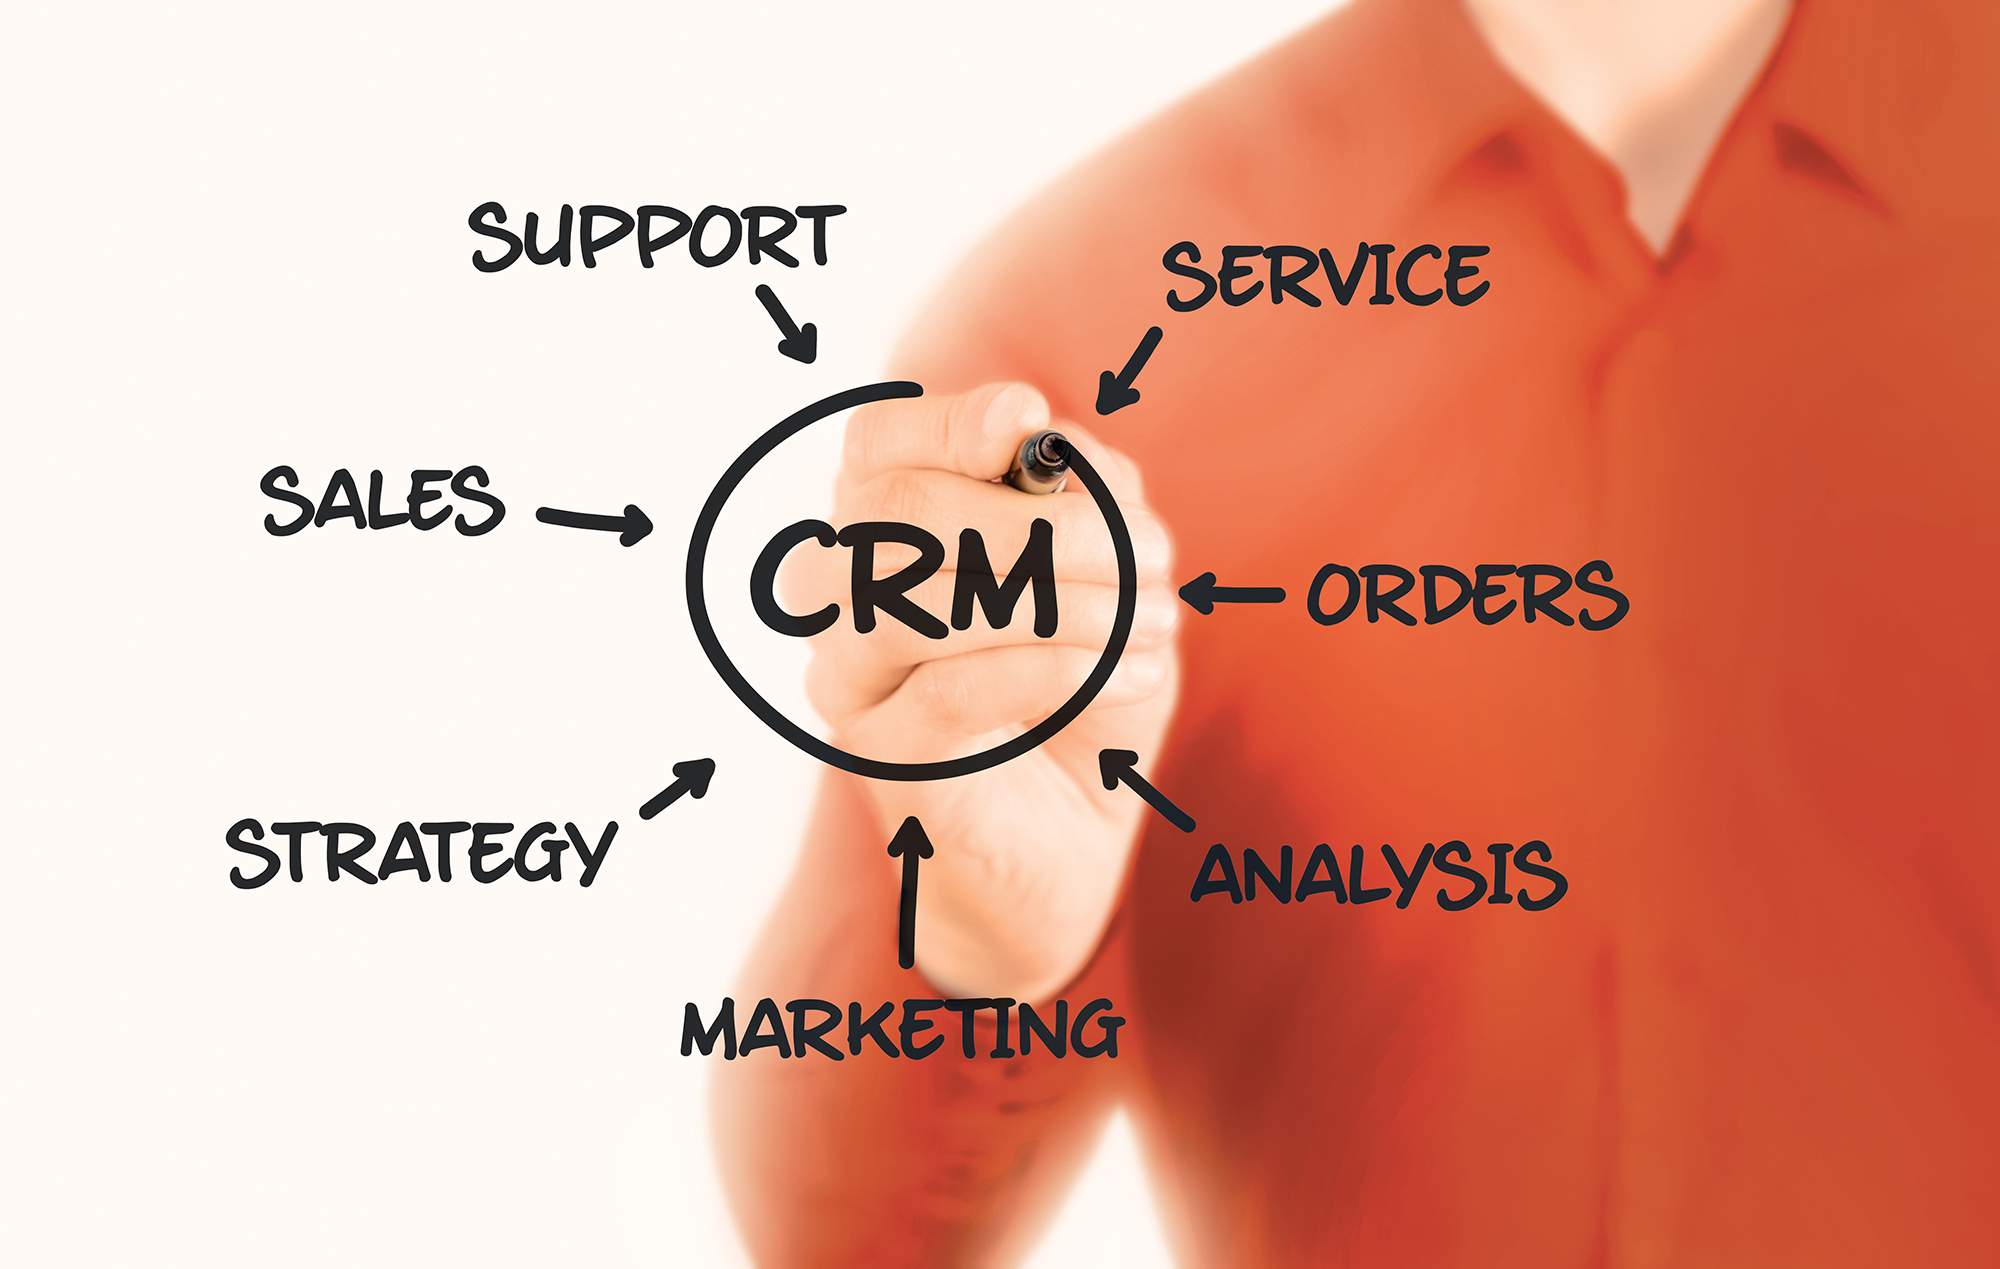 SUPPORT
SERVICE
SALES
CRM
ORDERS
STRATEGY
ANALYSIS
MARKETING